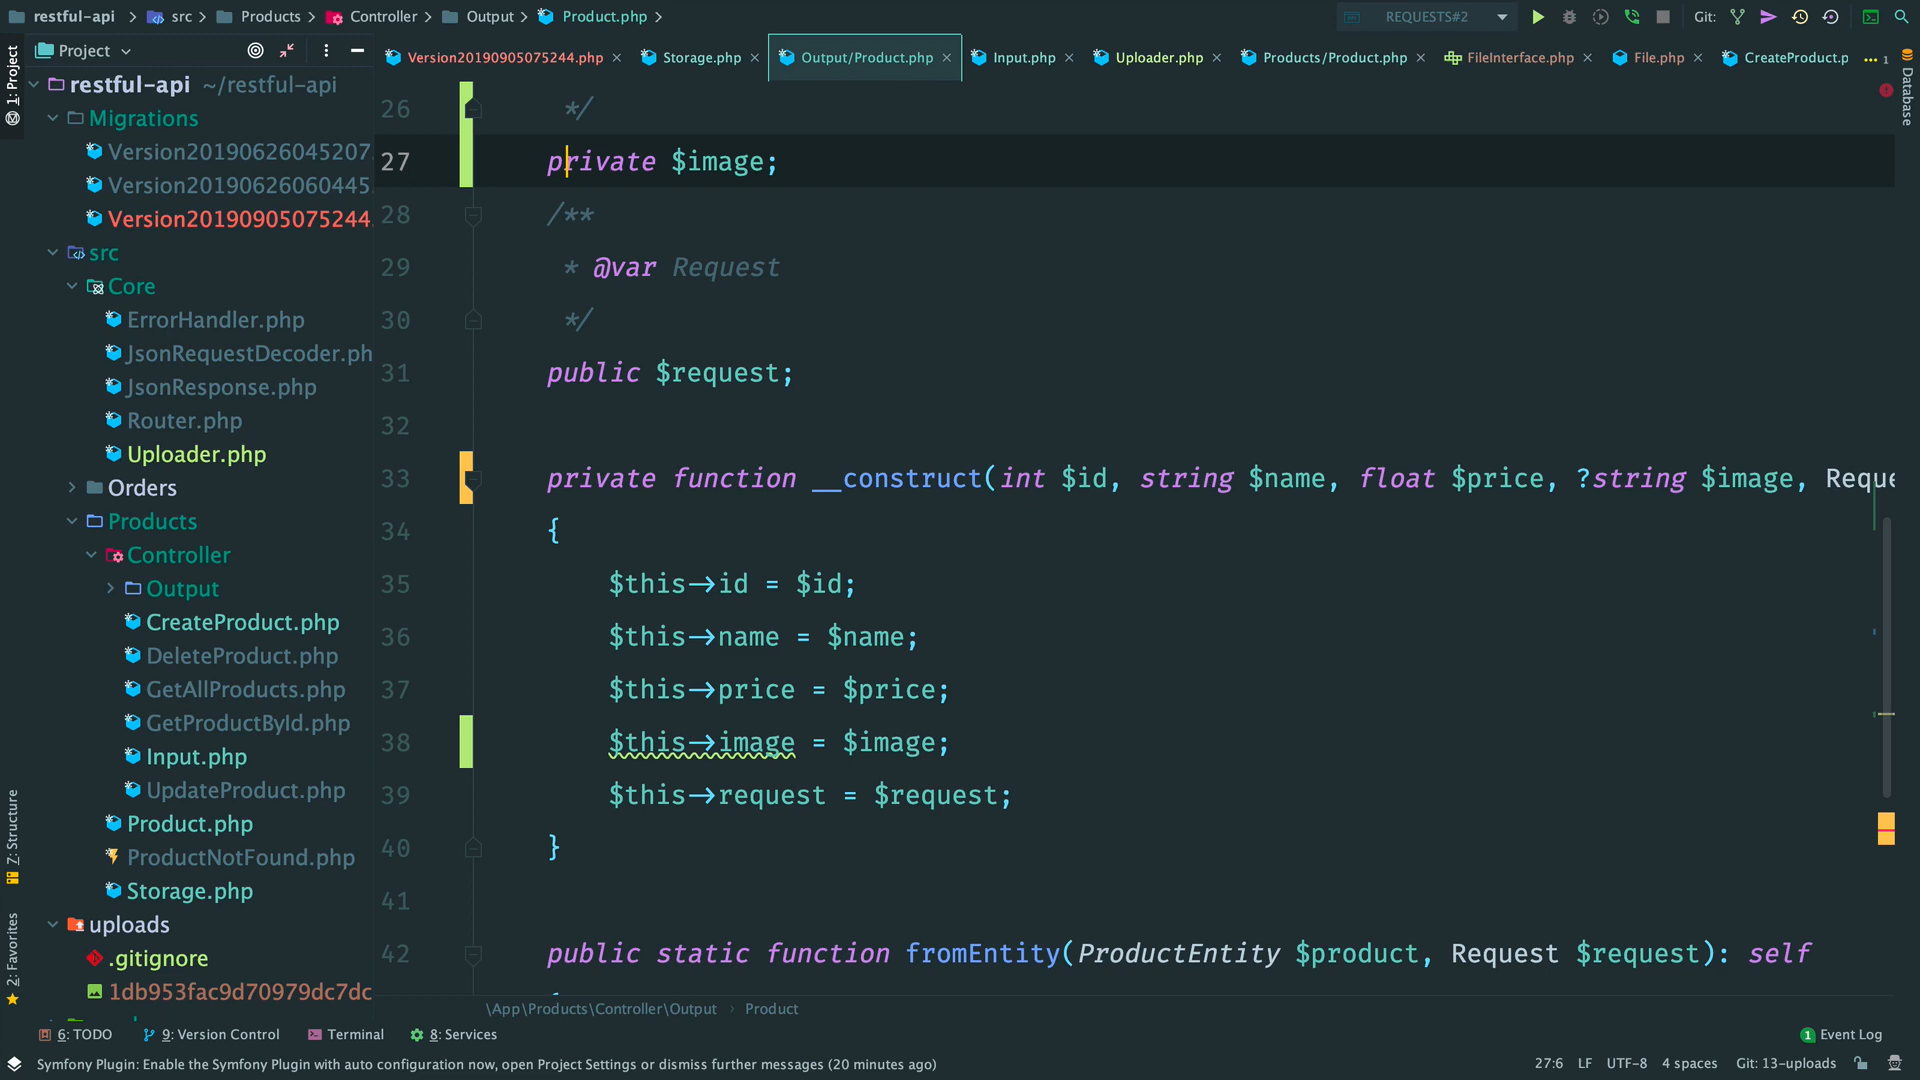 restful-api > src > Products > Controller > Output > Product.php >
REQUESTS#2
Git:
Project
Version20190905075244.php
Storage.php
Output/Product.php
Input.php
Uploader.php
Products/Product.php
FileInterface.php
File.php
CreateProduct.p
1
1: Project
Z: Structure
2: Favorites
Database
restful-api ~/restful-api
Migrations
Version20190626045207.
Version20190626060445.
Version20190905075244.
src
Core
ErrorHandler.php
JsonRequestDecoder.ph
JsonResponse.php
Router.php
Uploader.php
Orders
Products
Controller
Output
CreateProduct.php
DeleteProduct.php
GetAllProducts.php
GetProductById.php
Input.php
UpdateProduct.php
Product.php
ProductNotFound.php
Storage.php
uploads
.gitignore
1db953fac9d70979dc7dc
26 */
27 private $image;
28 /**
29 * @var Request
30 */
31 public $request;
32
33 private function __construct(int $id, string $name, float $price, ?string $image, Reque
34 {
35 $this->id = $id;
36 $this->name = $name;
37 $this->price = $price;
38 $this->image = $image;
39 $this->request = $request;
40 }
41
42 public static function fromEntity(ProductEntity $product, Request $request): self
\App\Products\Controller\Output > Product
6: TODO
9: Version Control
Terminal
8: Services
1 Event Log
Symfony Plugin: Enable the Symfony Plugin with auto configuration now, open Project Settings or dismiss further messages (20 minutes ago)
27:6 LF UTF-8 4 spaces Git: 13-uploads